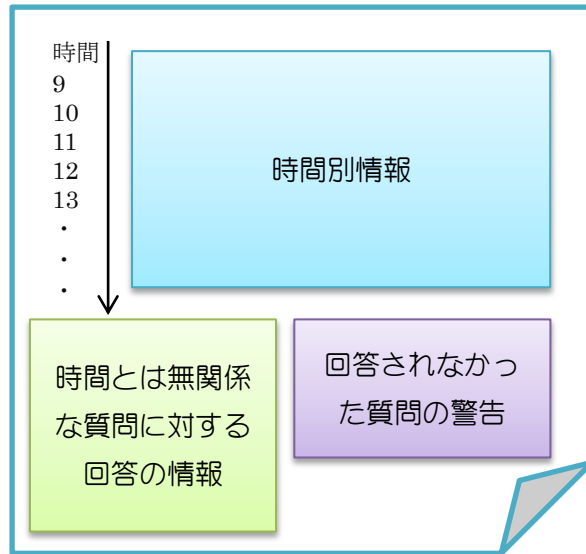 時間
9
10
11
12
13
・
・
・
時間別情報
時間とは無関係
な質問に対する
回答の情報
回答されなかっ
た質問の警告